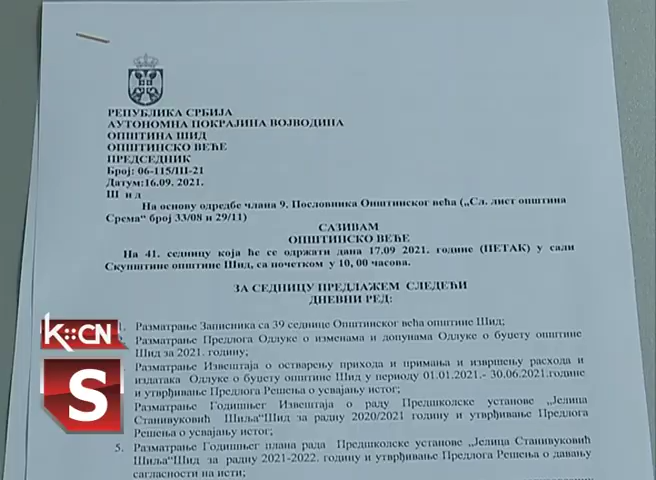 РЕПУБЛИКА СРБИЈА
АУТОНОМНА ПОКРАЈИНА ВОЈВОДИНА
ОПШТИНА ШИД
ОПШТИНСКО ВЕЋЕ
ПРЕДСЕДНИК
Број: 06-115/III-21
Датум:16.09. 2021.
Ш и д
На основу одредбе члана 9. Пословника Општинског већа („Сл. лист општина
Срема“ број 33/08 и 29/11)
САЗИВАМ
ОПШТИНСКО ВЕЋЕ
На 41. седницу која ће се одржати дана 17.09 2021. године (ПЕТАК) у сали
Скупштине општине Шид, са почетком у 10, 00 часова.
ЗА СЕДНИЦУ ПРЕДЛАЖЕМ СЛЕДЕЋИ
ДНЕВНИ РЕД:
1. Разматрање Записника са 39 седнице Општинског већа општине Шид;
Разматрање Предлога Одлуке о изменама и допунама Одлуке о буџету општине
Шид за 2021. годину;
Разматрање Извештаја о остварењу прихода и примања и извршењу расхода и
издатака Одлуке о буџету општине Шид у периоду 01.01.2021.- 30.06.2021.године
и утврђивање Предлога Решења о усвајању истог;
Разматрање Годишњег Извештаја о раду Предшколске установе „Јелица
Станивуковић Шиља“Шид за радну 2020/2021 годину и утврђивање Предлога
Решења о усвајању истог;
5. Разматрање Годишњег плана рада Предшколске установе „Јелица Станивуковић
Шиља“Шид за радну 2021-2022. годину и утврђивање Предлога Решења о давању
сагласности на исти;
K::CN
S